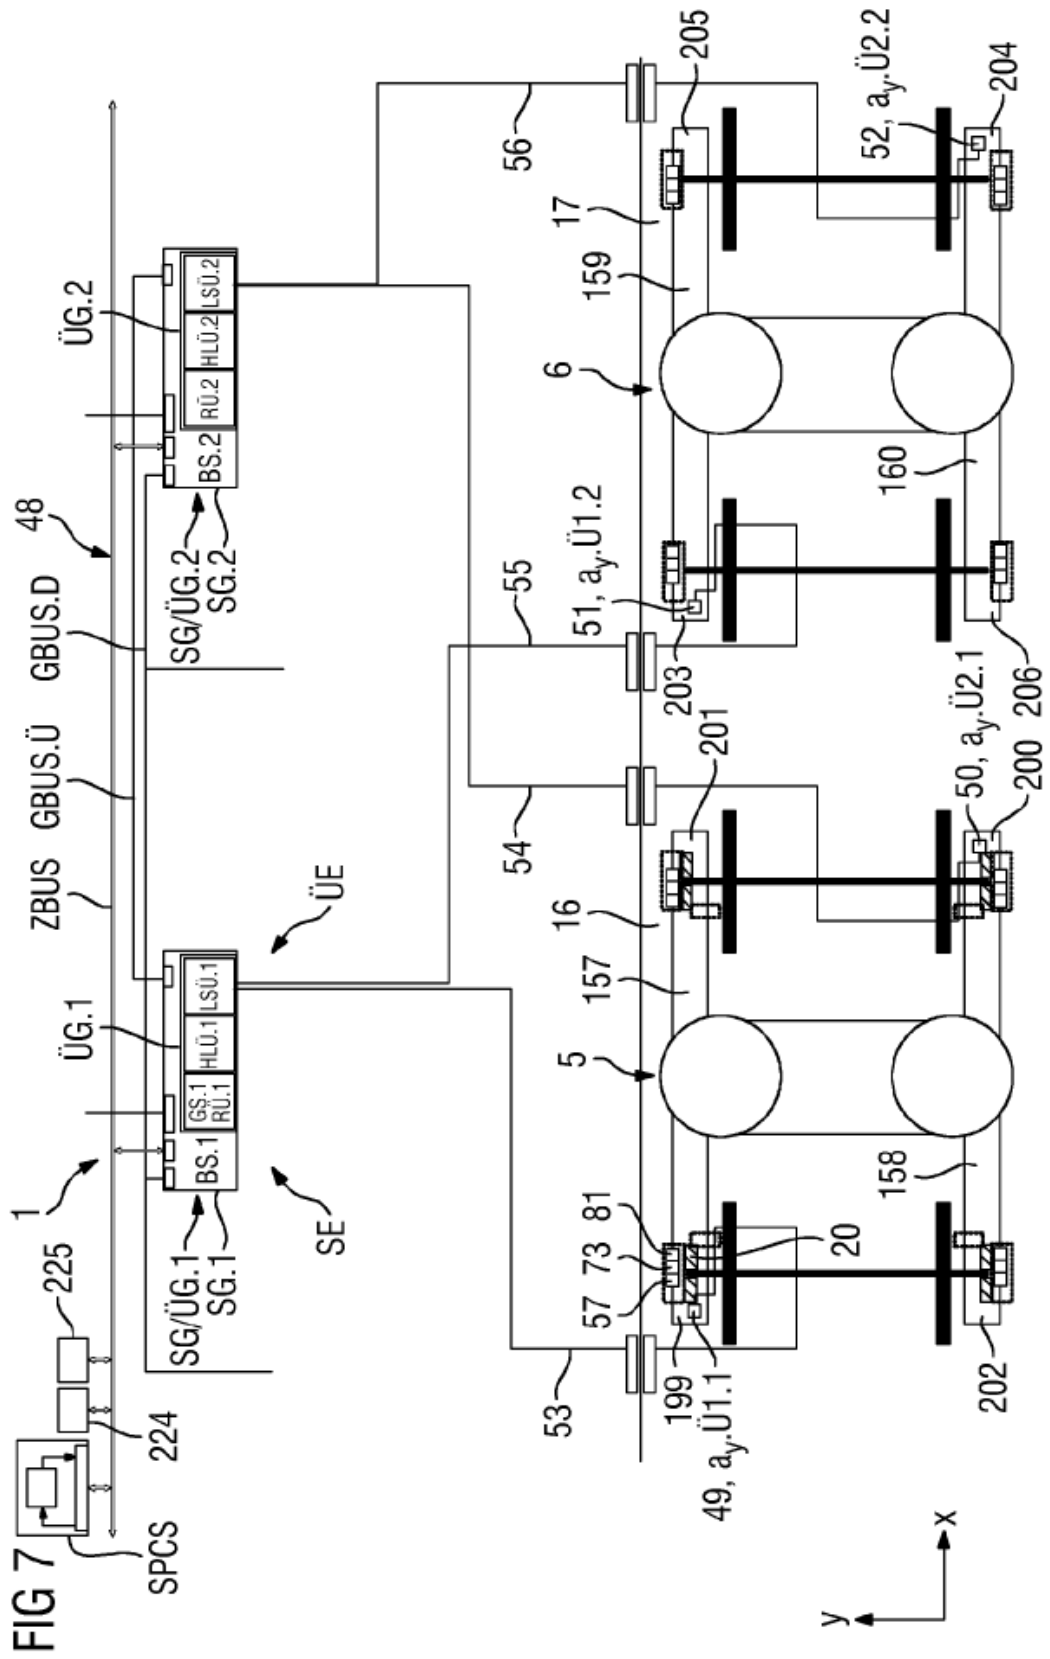 FIG 7
SPCS
224
225
1
ZBUS
GBUS.Ü
GBUS.D
48
ÜG.1
ÜG.2
SG/ÜG.1
SG.1
BS.1
GS.1
RÜ.1
HLÜ.1
LSÜ.1
SE
ÜE
SG/ÜG.2
SG.2
BS.2
RÜ.2
HLÜ.2
LSÜ.2
53
54
55
56
57
73
81
5
16
6
17
157
201
159
205
199
49, ay.Ü1.1
20
203
51, ay.Ü1.2
158
202
50, ay.Ü2.1
200
160
206
52, ay.Ü2.2
204
y
x